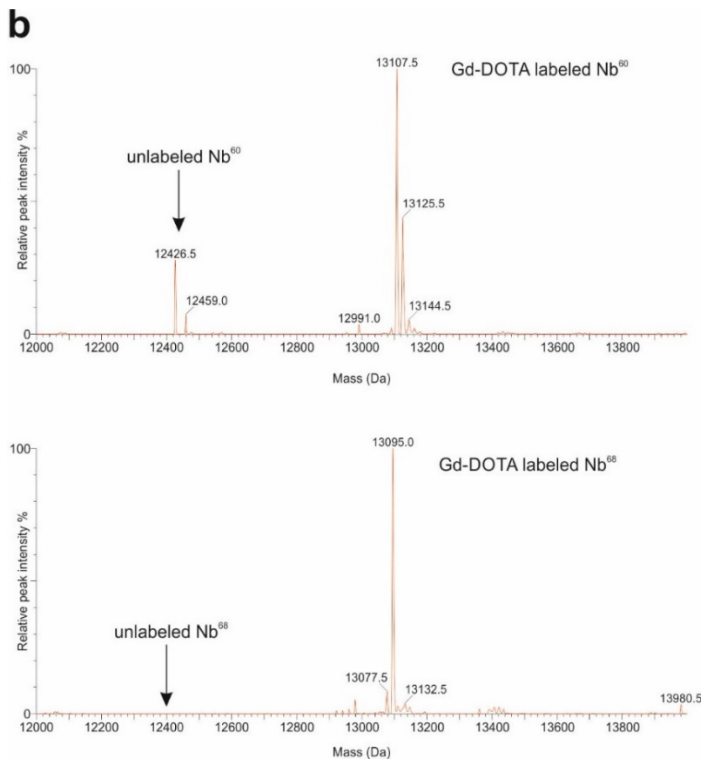 b
Gd-DOTA labeled Nb⁶⁰
unlabeled Nb⁶⁰
100
13107.5
13125.5
12426.5
12459.0
12991.0
13144.5
Relative peak intensity %
0
12000 12200 12400 12600 12800 13000 13200 13400 13600 13800
Mass (Da)
100
13095.0
Gd-DOTA labeled Nb⁶⁸
unlabeled Nb⁶⁸
13077.5
13132.5
13980.5
Relative peak intensity %
0
12000 12200 12400 12600 12800 13000 13200 13400 13600 13800
Mass (Da)